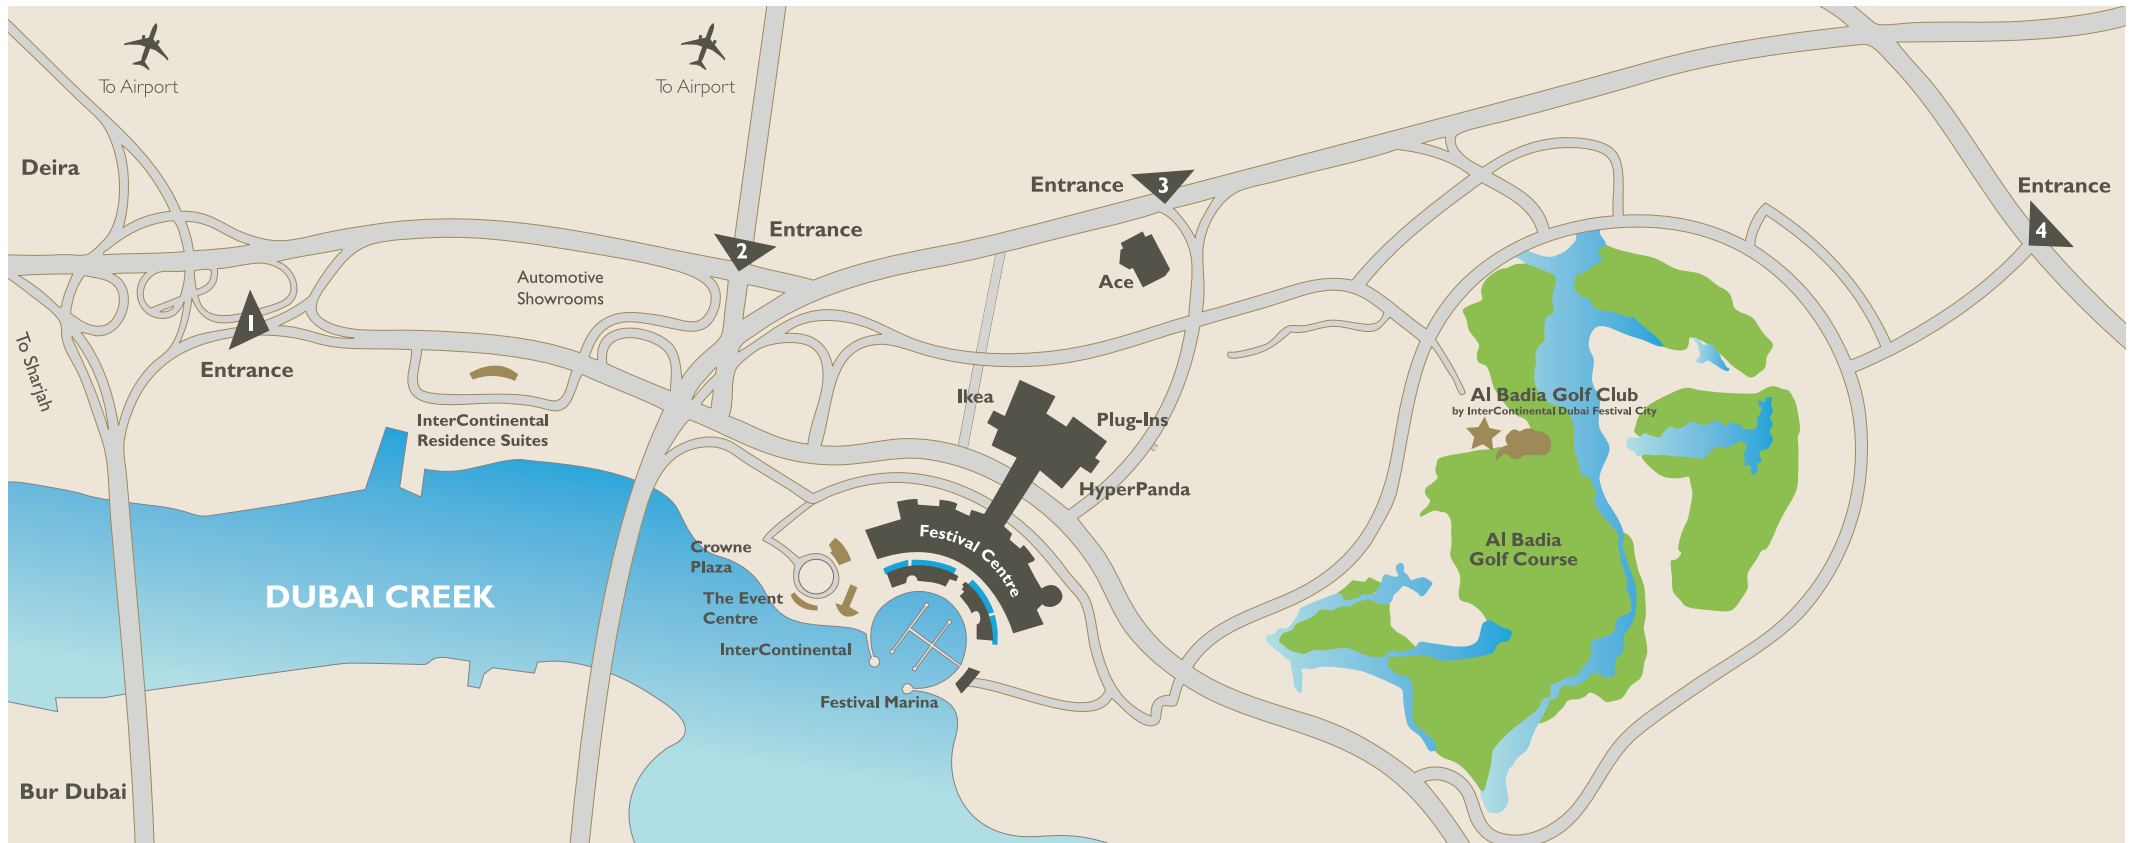 To Airport
To Airport
Deira
Entrance
3
Entrance
4
2
Entrance
Automotive
Showrooms
Ace
1
Entrance
To Sharjah
InterContinental
Residence Suites
Ikea
Plug-Ins
HyperPanda
Al Badia Golf Club
by InterContinental Dubai Festival City
Al Badia
Golf Course
Festival Centre
Crowne
Plaza
The Event
Centre
InterContinental
Festival Marina
DUBAI CREEK
Bur Dubai